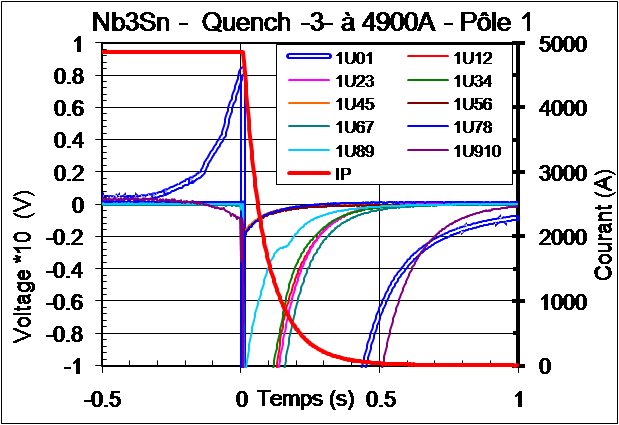 Nb3Sn - Quench -3- à 4900A - Pôle 1
1U01 1U12
1U23 1U34
1U45 1U56
1U67 1U78
1U89 1U910
IP
Voltage *10 (V)
1
0.8
0.6
0.4
0.2
0
-0.2
-0.4
-0.6
-0.8
-1
5000
4000
3000
2000
1000
0
Courant (A)
-0.5 0 0.5 1
Temps (s)